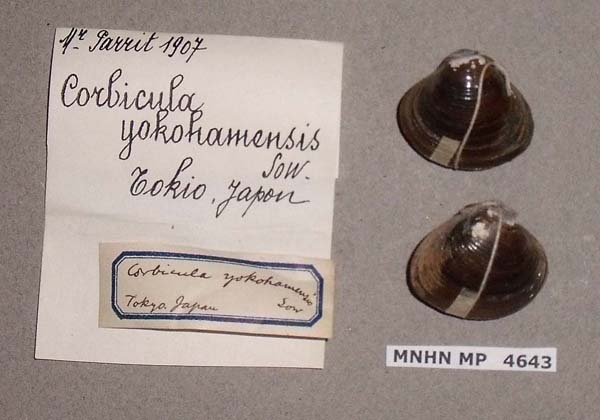 Mr Parrit 1907
Corbicula
yokohamensis
Sow.
Tokio, Japon
Corbicula yokohamensis
Sow
Tokyo. Japan
MNHN MP 4643